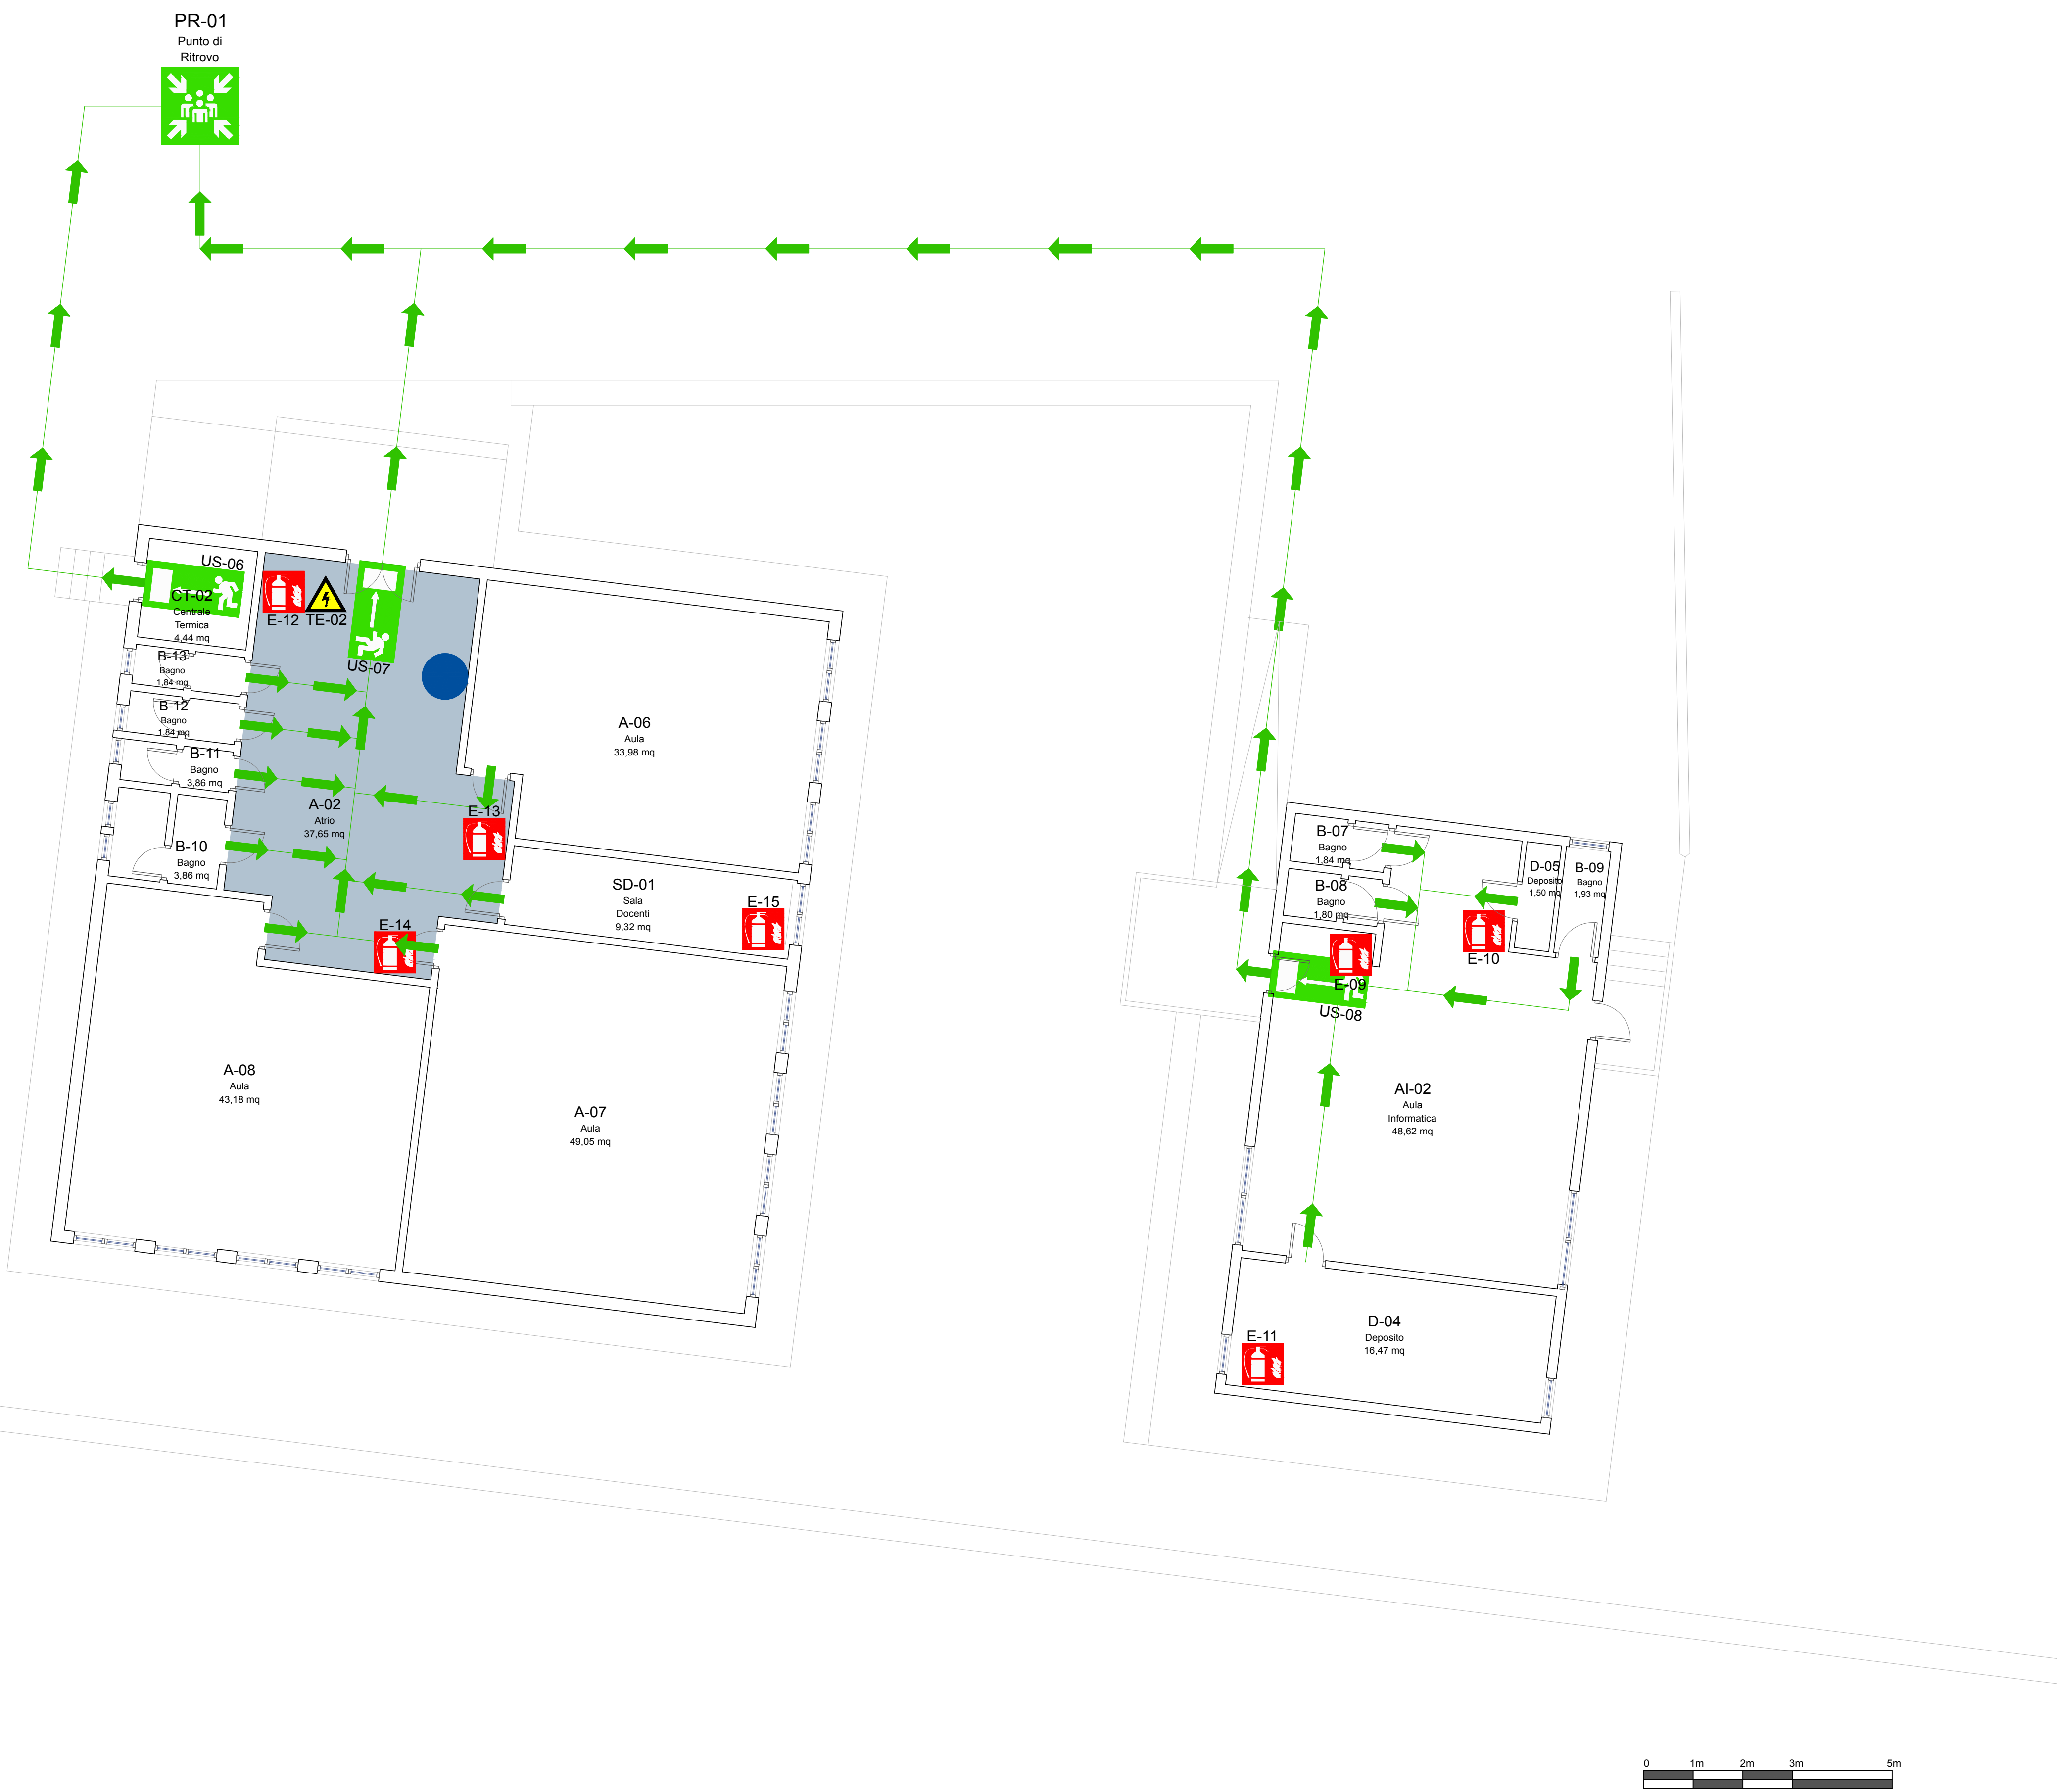 PR-01
Punto di
Ritrovo
US-06
CT-02
Centrale
Termica
4,44 mq
E-12
TE-02
US-07
B-13
Bagno
1,84 mq
B-12
Bagno
1,84 mq
B-11
Bagno
3,86 mq
B-10
Bagno
3,86 mq
A-02
Atrio
37,65 mq
A-06
Aula
33,98 mq
E-13
SD-01
Sala
Docenti
9,32 mq
E-15
E-14
A-08
Aula
43,18 mq
A-07
Aula
49,05 mq
B-07
Bagno
1,84 mq
B-08
Bagno
1,80 mq
D-05
Deposito
1,50 mq
B-09
Bagno
1,93 mq
E-10
E-09
US-08
AI-02
Aula
Informatica
48,62 mq
D-04
Deposito
16,47 mq
E-11
0 1m 2m 3m 5m